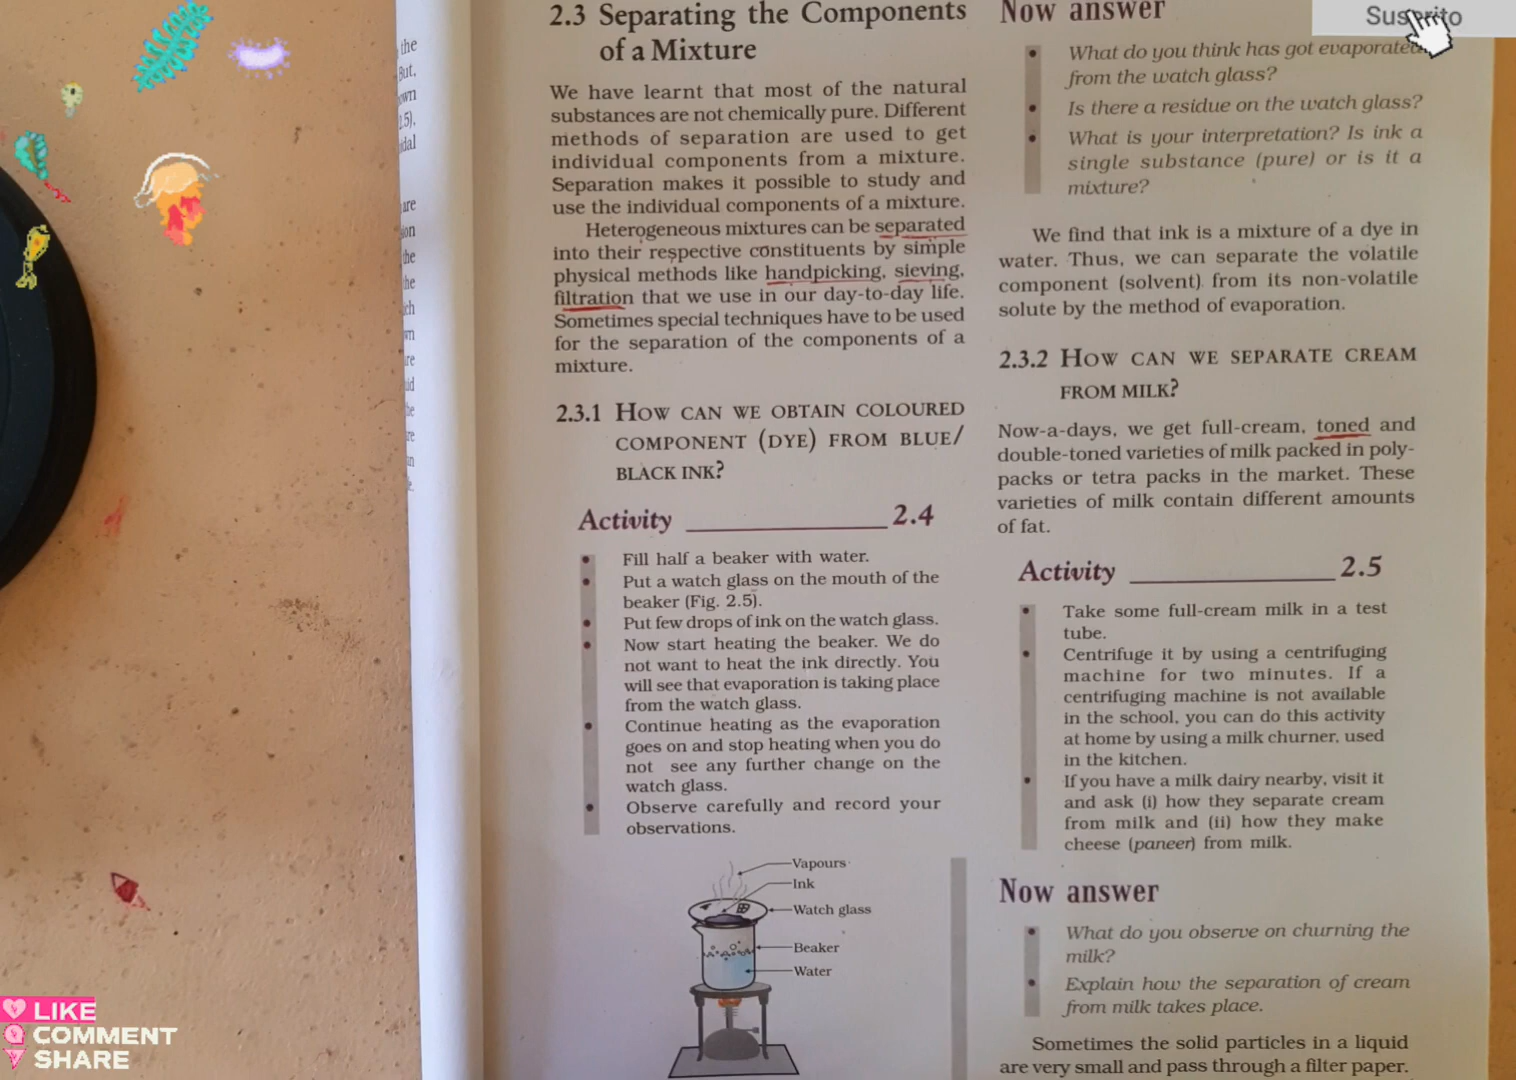 the
But,
own
2.5).
idal
are
sion
the
the
ich
wn
re
uid
be
are
an
2.3 Separating the Components
of a Mixture
We have learnt that most of the natural
substances are not chemically pure. Different
methods of separation are used to get
individual components from a mixture.
Separation makes it possible to study and
use the individual components of a mixture.
Heterogeneous mixtures can be separated
into their respective constituents by simple
physical methods like handpicking, sieving,
filtration that we use in our day-to-day life.
Sometimes special techniques have to be used
for the separation of the components of a
mixture.
2.3.1 HOW CAN WE OBTAIN COLOURED
COMPONENT (DYE) FROM BLUE/
BLACK INK?
Activity ______________ 2.4
• Fill half a beaker with water.
• Put a watch glass on the mouth of the
beaker (Fig. 2.5).
• Put few drops of ink on the watch glass.
• Now start heating the beaker. We do
not want to heat the ink directly. You
will see that evaporation is taking place
from the watch glass.
• Continue heating as the evaporation
goes on and stop heating when you do
not see any further change on the
watch glass.
• Observe carefully and record your
observations.
Vapours
Ink
Watch glass
Beaker
Water
Now answer
• What do you think has got evaporated
from the watch glass?
• Is there a residue on the watch glass?
• What is your interpretation? Is ink a
single substance (pure) or is it a
mixture?
We find that ink is a mixture of a dye in
water. Thus, we can separate the volatile
component (solvent) from its non-volatile
solute by the method of evaporation.
2.3.2 HOW CAN WE SEPARATE CREAM
FROM MILK?
Now-a-days, we get full-cream, toned and
double-toned varieties of milk packed in poly-
packs or tetra packs in the market. These
varieties of milk contain different amounts
of fat.
Activity ______________ 2.5
• Take some full-cream milk in a test
tube.
• Centrifuge it by using a centrifuging
machine for two minutes. If a
centrifuging machine is not available
in the school, you can do this activity
at home by using a milk churner, used
in the kitchen.
• If you have a milk dairy nearby, visit it
and ask (i) how they separate cream
from milk and (ii) how they make
cheese (paneer) from milk.
Now answer
• What do you observe on churning the
milk?
• Explain how the separation of cream
from milk takes place.
Sometimes the solid particles in a liquid
are very small and pass through a filter paper.
Suscrito
LIKE
COMMENT
SHARE